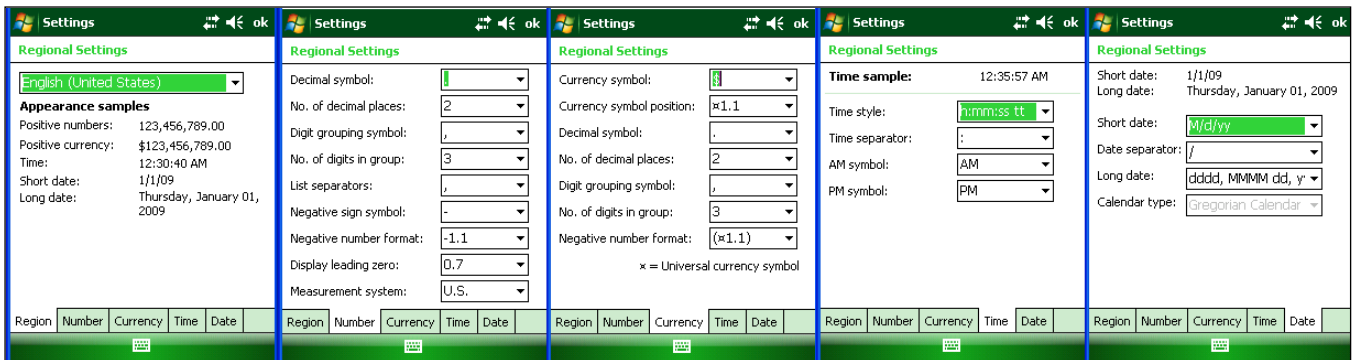 Settings ok
Regional Settings
English (United States)
Appearance samples
Positive numbers: 123,456,789.00
Positive currency: $123,456,789.00
Time: 12:30:40 AM
Short date: 1/1/09
Long date: Thursday, January 01,
2009
Region Number Currency Time Date
Settings ok
Regional Settings
Decimal symbol: .
No. of decimal places: 2
Digit grouping symbol: ,
No. of digits in group: 3
List separators: ,
Negative sign symbol: -
Negative number format: -1.1
Display leading zero: 0.7
Measurement system: U.S.
Region Number Currency Time Date
Settings ok
Regional Settings
Currency symbol: $
Currency symbol position: ¤1.1
Decimal symbol: .
No. of decimal places: 2
Digit grouping symbol: ,
No. of digits in group: 3
Negative number format: (¤1.1)
¤ = Universal currency symbol
Region Number Currency Time Date
Settings ok
Regional Settings
Time sample: 12:35:57 AM
Time style: h:mm:ss tt
Time separator: :
AM symbol: AM
PM symbol: PM
Region Number Currency Time Date
Settings ok
Regional Settings
Short date: 1/1/09
Long date: Thursday, January 01, 2009
Short date: M/d/yy
Date separator: /
Long date: dddd, MMMM dd, y
Calendar type: Gregorian Calendar
Region Number Currency Time Date